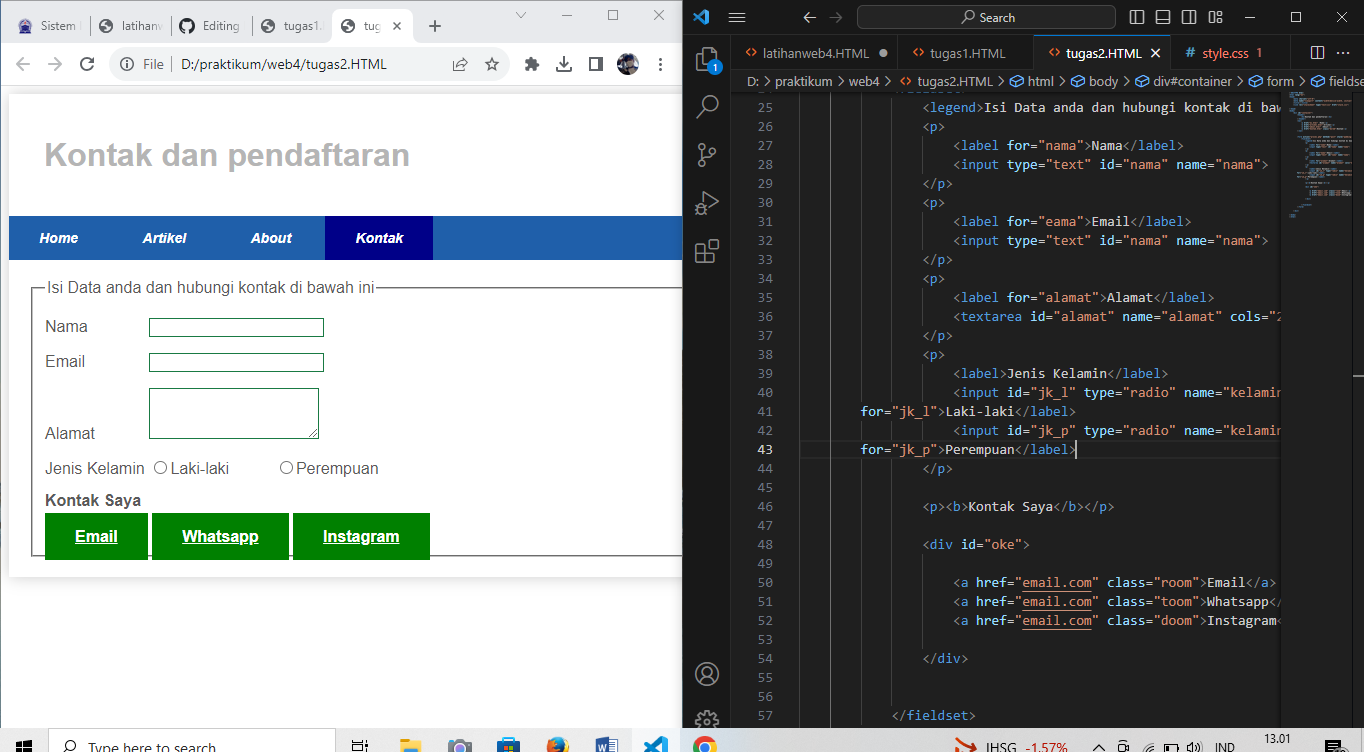 Sistem
latihanw
Editing
tugas1.
tug
File
D:/praktikum/web4/tugas2.HTML
Kontak dan pendaftaran
Home
Artikel
About
Kontak
Isi Data anda dan hubungi kontak di bawah ini
Nama
Email
Alamat
Jenis Kelamin Laki-laki Perempuan
Kontak Saya
Email
Whatsapp
Instagram
Search
1
latihanweb4.HTML
tugas1.HTML
tugas2.HTML
# style.css 1
D: > praktikum > web4 > tugas2.HTML > html > body > div#container > form > fieldse
25 <legend>Isi Data anda dan hubungi kontak di baw
26 <p>
27 <label for="nama">Nama</label>
28 <input type="text" id="nama" name="nama">
29 </p>
30 <p>
31 <label for="eama">Email</label>
32 <input type="text" id="nama" name="nama">
33 </p>
34 <p>
35 <label for="alamat">Alamat</label>
36 <textarea id="alamat" name="alamat" cols="2
37 </p>
38 <p>
39 <label>Jenis Kelamin</label>
40 <input id="jk_l" type="radio" name="kelamin
41 for="jk_l">Laki-laki</label>
42 <input id="jk_p" type="radio" name="kelamin
43 for="jk_p">Perempuan</label>
44 </p>
45
46 <p><b>Kontak Saya</b></p>
47
48 <div id="oke">
49
50 <a href="email.com" class="room">Email</a>
51 <a href="email.com" class="toom">Whatsapp</
52 <a href="email.com" class="doom">Instagram<
53
54 </div>
55
56
57 </fieldset>
Type here to search
IHSG -1.57%
IND
13.01